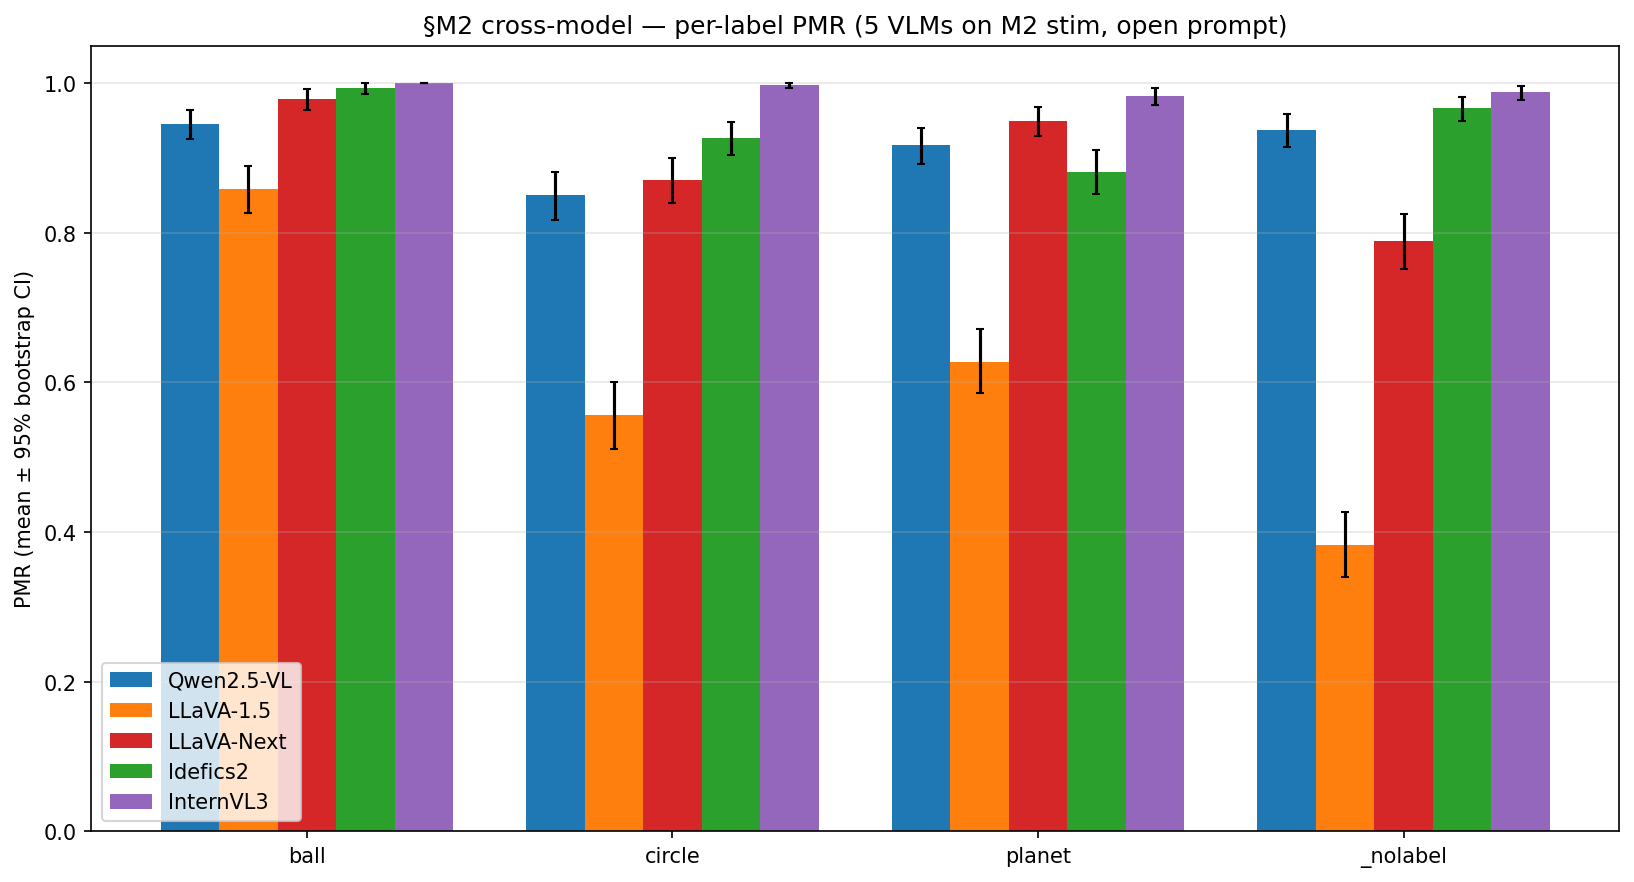 §M2 cross-model — per-label PMR (5 VLMs on M2 stim, open prompt)
PMR (mean ± 95% bootstrap CI)
1.0
0.8
0.6
0.4
0.2
0.0
Qwen2.5-VL
LLaVA-1.5
LLaVA-Next
Idefics2
InternVL3
ball
circle
planet
_nolabel